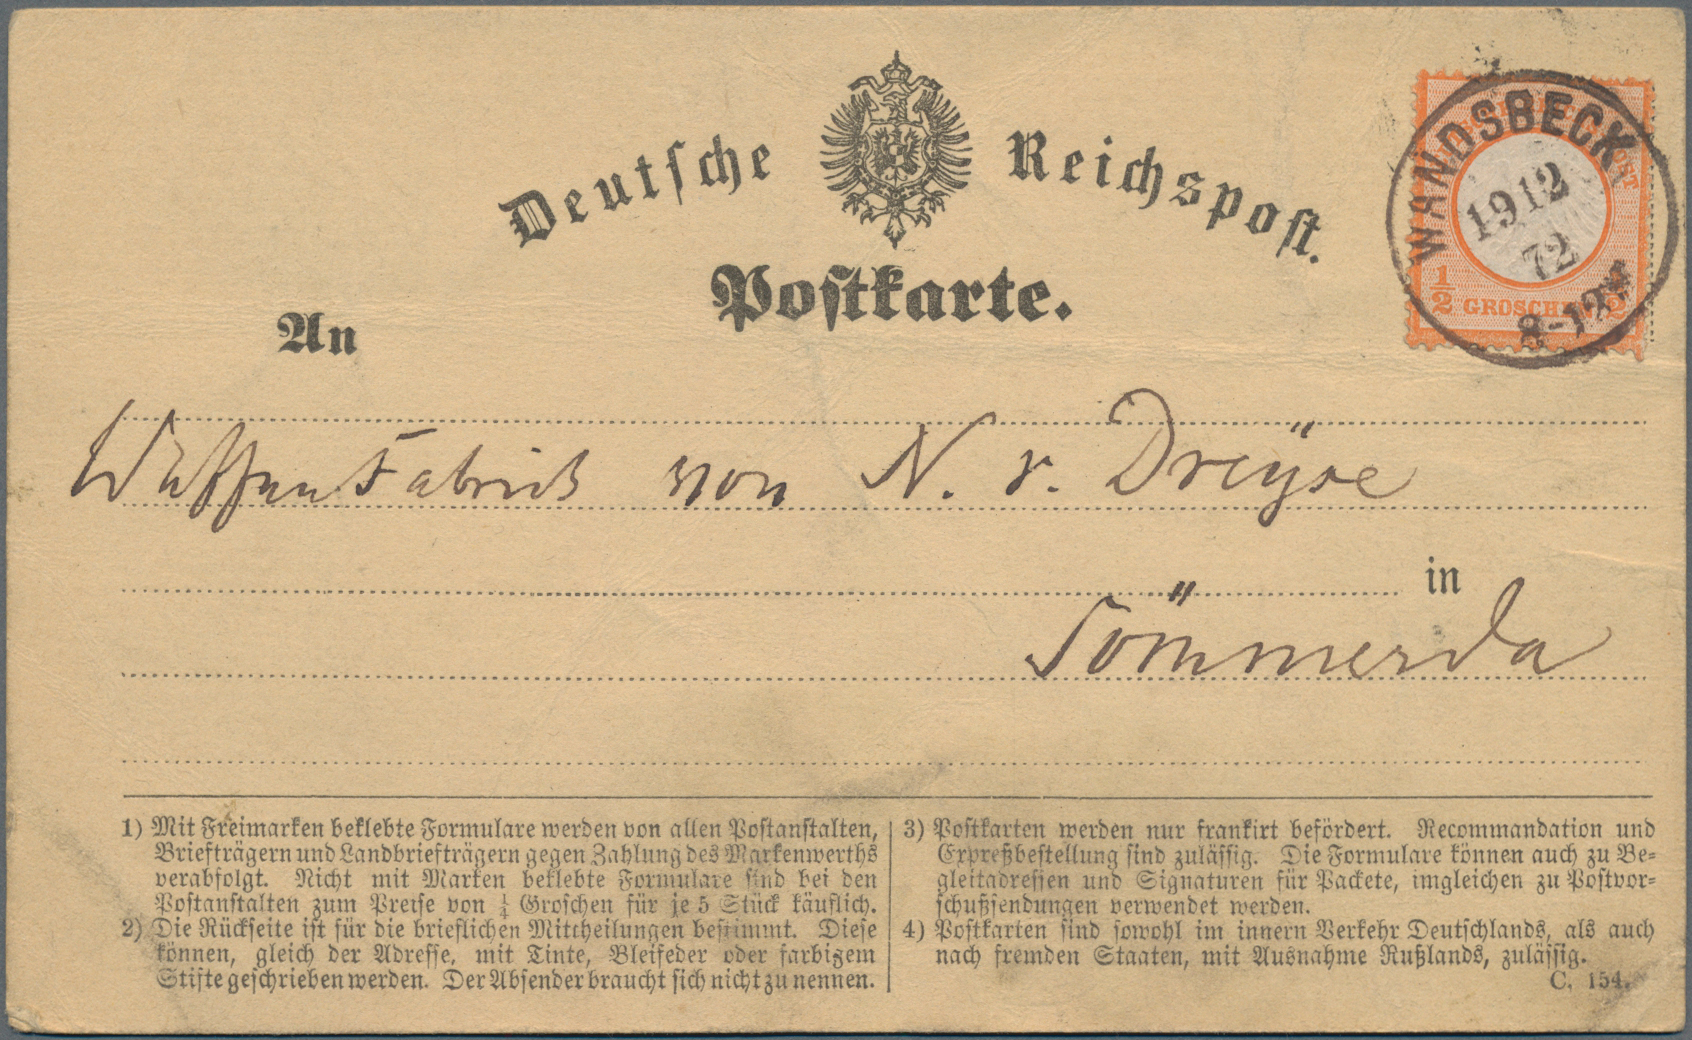 Deutsche Reichspost.
Postkarte.
WANDSBECK
19 12
72
8-12
½ GROSCHEN ½
An
Waffenfabrick von N. v. Dreyse
in
Sömmerda
1) Mit Freimarken beklebte Formulare werden von allen Postanstalten,
Briefträgern und Landbriefträgern gegen Zahlung des Markenwerths
verabfolgt. Nicht mit Marken beklebte Formulare sind bei den
Postanstalten zum Preise von ¼ Groschen für je 5 Stück käuflich.
2) Die Rückseite ist für die brieflichen Mittheilungen bestimmt. Diese
können, gleich der Adresse, mit Tinte, Bleifeder oder farbigem
Stifte geschrieben werden. Der Absender braucht sich nicht zu nennen.
3) Postkarten werden nur frankirt befördert. Recommandation und
Expreßbestellung sind zulässig. Die Formulare können auch zu Be=
gleitadressen und Signaturen für Packete, imgleichen zu Postvor=
schußsendungen verwendet werden.
4) Postkarten sind sowohl im innern Verkehr Deutschlands, als auch
nach fremden Staaten, mit Ausnahme Rußlands, zulässig.
C. 154.